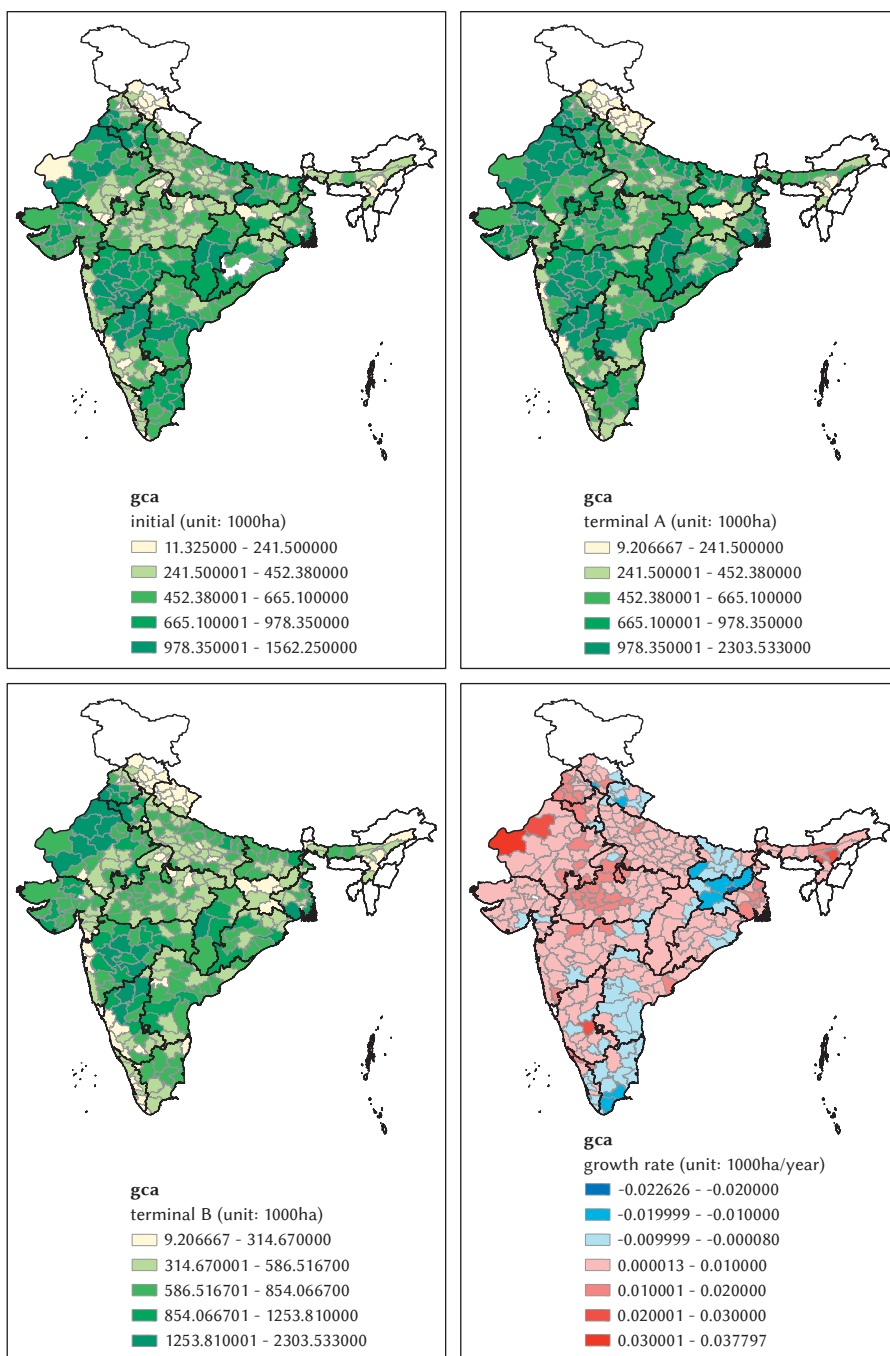 gca
initial (unit: 1000ha)
11.325000 - 241.500000
241.500001 - 452.380000
452.380001 - 665.100000
665.100001 - 978.350000
978.350001 - 1562.250000
gca
terminal A (unit: 1000ha)
9.206667 - 241.500000
241.500001 - 452.380000
452.380001 - 665.100000
665.100001 - 978.350000
978.350001 - 2303.533000
gca
terminal B (unit: 1000ha)
9.206667 - 314.670000
314.670001 - 586.516700
586.516701 - 854.066700
854.066701 - 1253.810000
1253.810001 - 2303.533000
gca
growth rate (unit: 1000ha/year)
-0.022626 - -0.020000
-0.019999 - -0.010000
-0.009999 - -0.000080
0.000013 - 0.010000
0.010001 - 0.020000
0.020001 - 0.030000
0.030001 - 0.037797